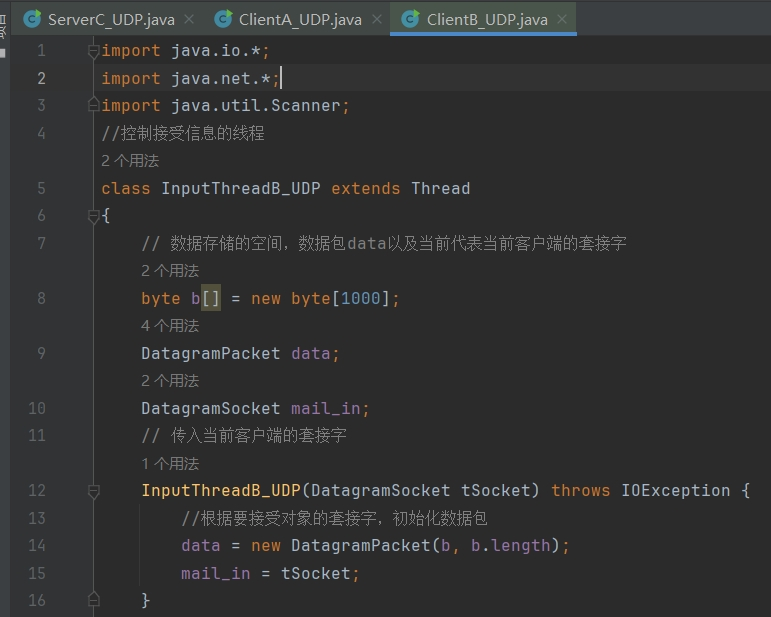 ServerC_UDP.java ClientA_UDP.java ClientB_UDP.java
1 import java.io.*;
2 import java.net.*;
3 import java.util.Scanner;
4 //控制接受信息的线程
2 个用法
5 class InputThreadB_UDP extends Thread
6 {
7 // 数据存储的空间，数据包data以及当前代表当前客户端的套接字
2 个用法
8 byte b[] = new byte[1000];
4 个用法
9 DatagramPacket data;
2 个用法
10 DatagramSocket mail_in;
11 // 传入当前客户端的套接字
1 个用法
12 InputThreadB_UDP(DatagramSocket tSocket) throws IOException {
13 //根据要接受对象的套接字，初始化数据包
14 data = new DatagramPacket(b, b.length);
15 mail_in = tSocket;
16 }